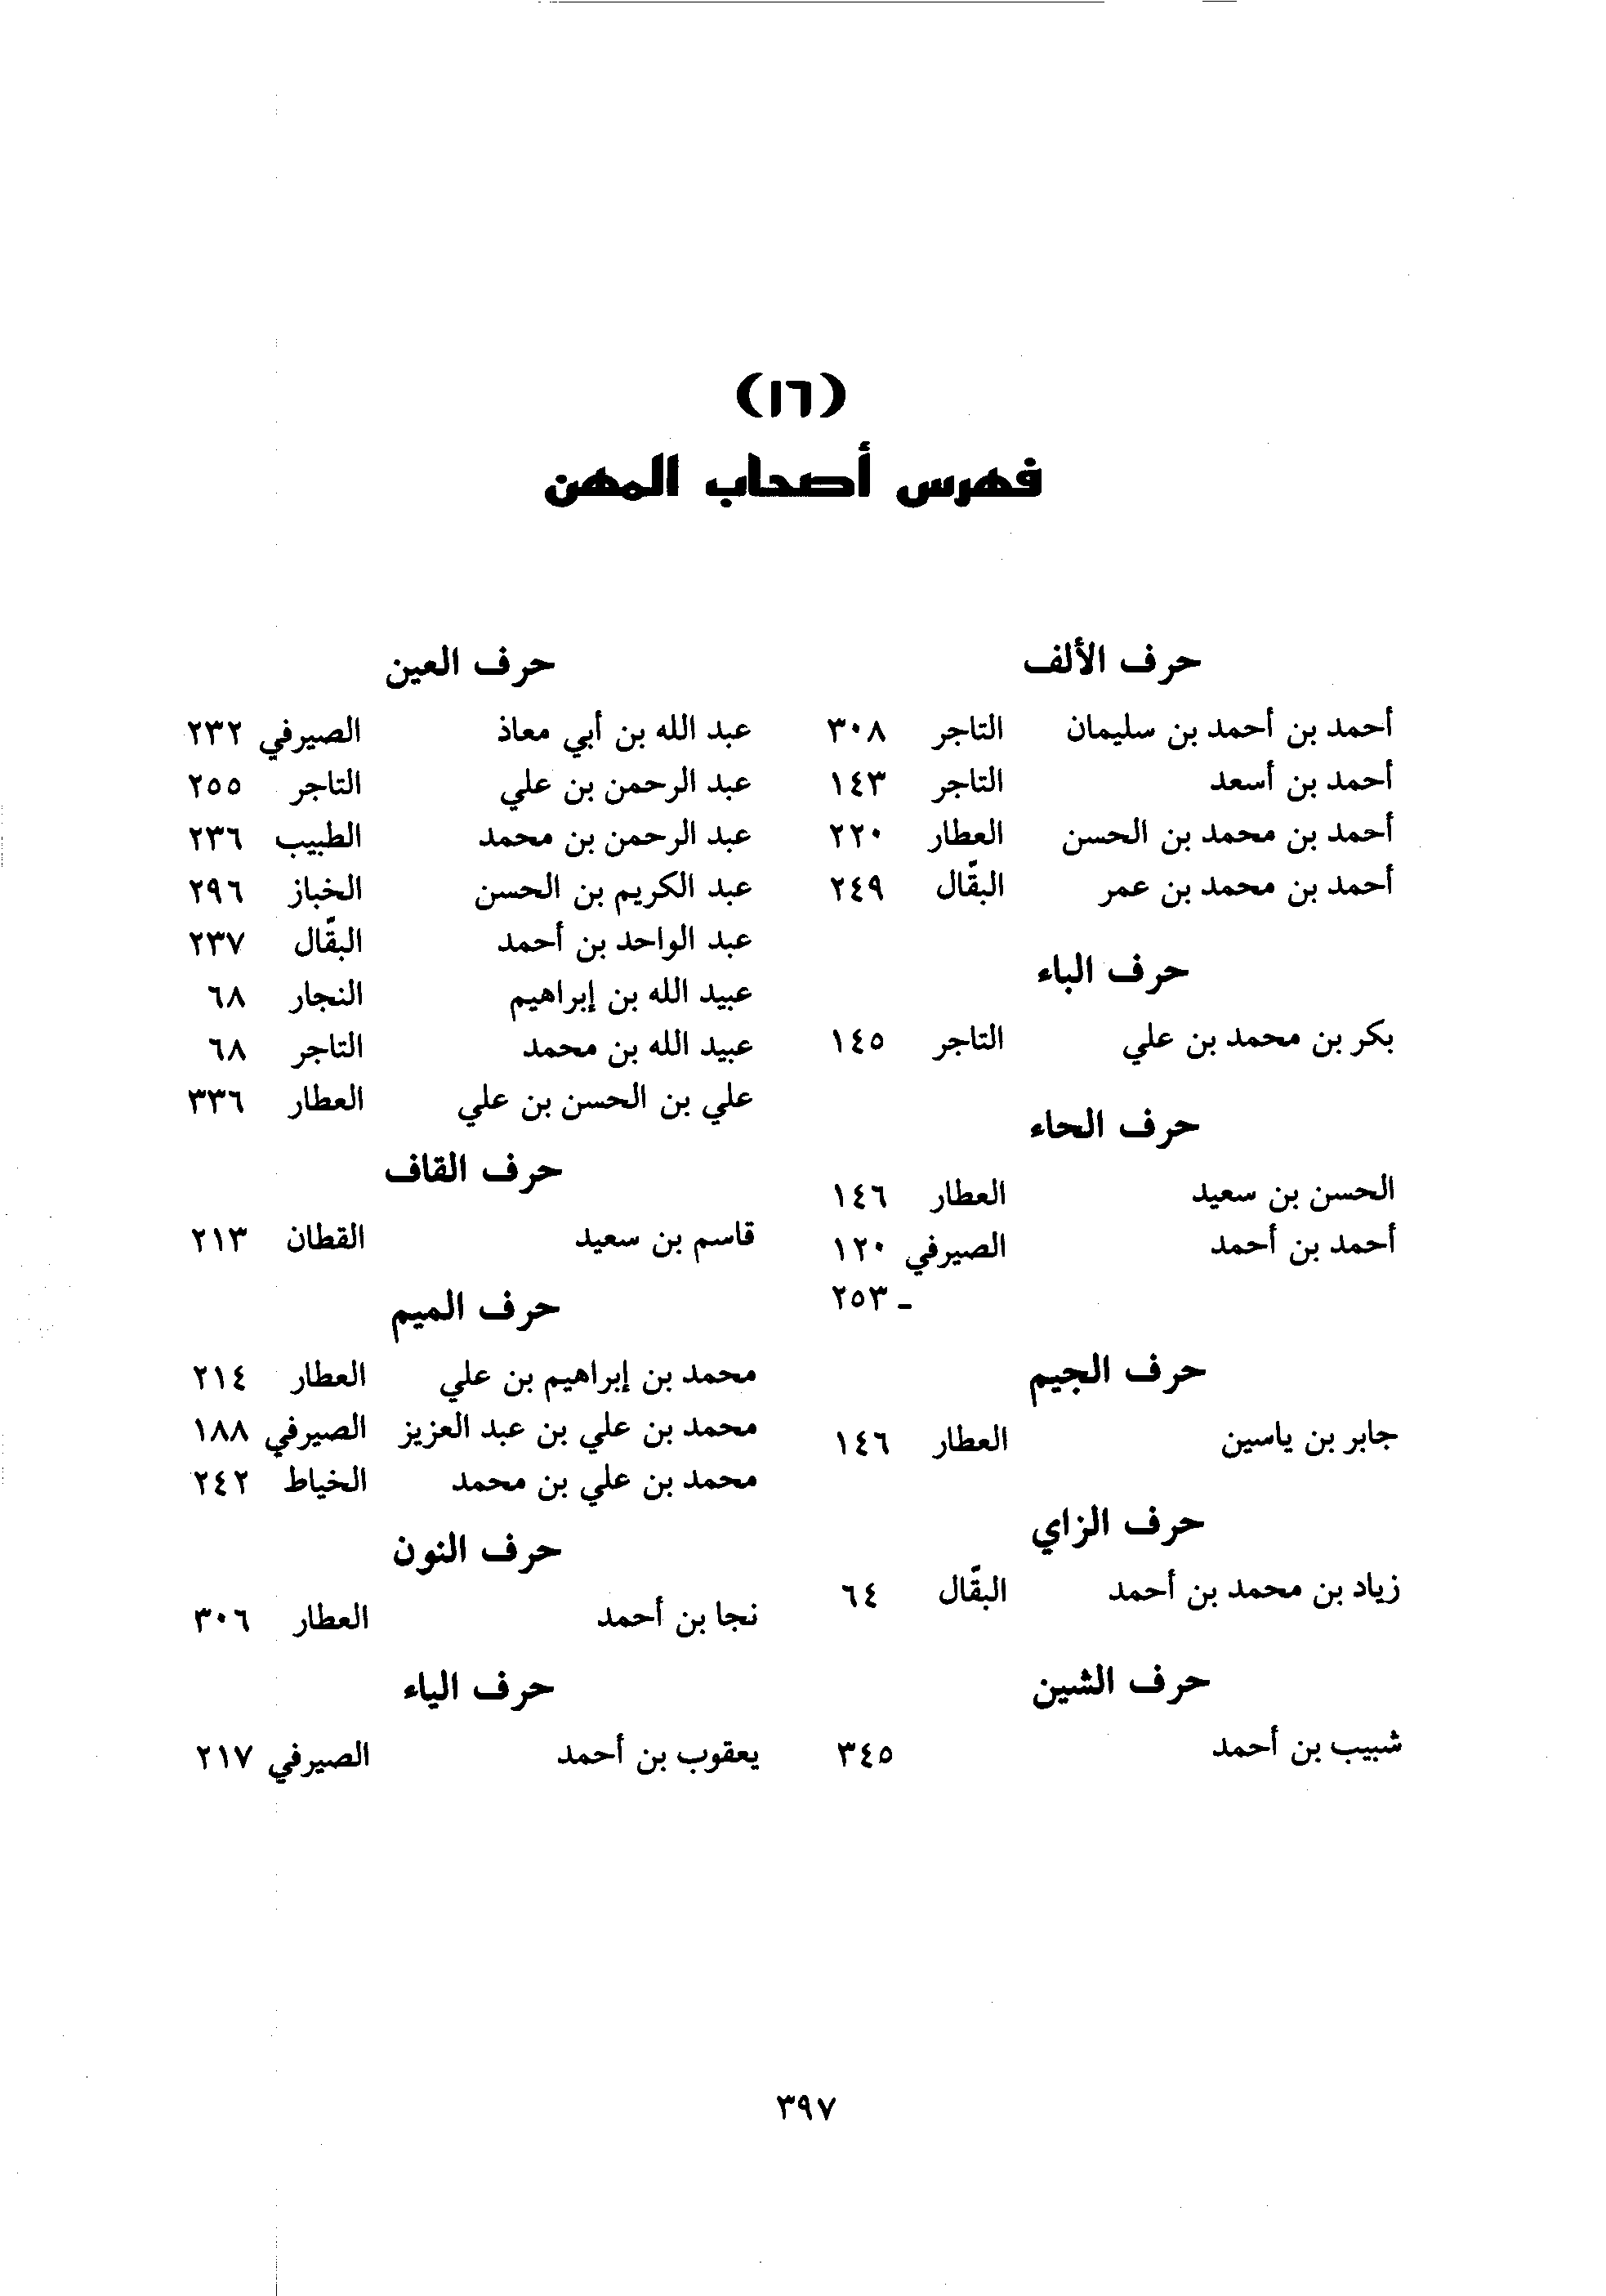 (١٦)
فهرس أصحاب المهن
حرف الألف
أحمد بن أحمد بن سليمان التاجر ٣٠٨
أحمد بن أسعد التاجر ١٤٣
أحمد بن محمد بن الحسن العطار ٢٢٠
أحمد بن محمد بن عمر البقّال ٢٤٩
حرف الباء
بكر بن محمد بن علي التاجر ١٤٥
حرف الحاء
الحسن بن سعيد العطار ١٤٦
أحمد بن أحمد الصيرفي ١٢٠
ـ ٢٥٣
حرف الجيم
جابر بن ياسين العطار ١٤٦
حرف الزاي
زياد بن محمد بن أحمد البقّال ٦٤
حرف الشين
شبيب بن أحمد ٣٤٥
حرف العين
عبد الله بن أبي معاذ الصيرفي ٢٣٢
عبد الرحمن بن علي التاجر ٢٥٥
عبد الرحمن بن محمد الطبيب ٢٣٦
عبد الكريم بن الحسن الخباز ٢٩٦
عبد الواحد بن أحمد البقّال ٢٣٧
عبيد الله بن إبراهيم النجار ٦٨
عبيد الله بن محمد التاجر ٦٨
علي بن الحسن بن علي العطار ٣٣٦
حرف القاف
قاسم بن سعيد القطان ٢١٣
حرف الميم
محمد بن إبراهيم بن علي العطار ٢١٤
محمد بن علي بن عبد العزيز الصيرفي ١٨٨
محمد بن علي بن محمد الخياط ٢٤٢
حرف النون
نجا بن أحمد العطار ٣٠٦
حرف الياء
يعقوب بن أحمد الصيرفي ٢١٧
٣٩٧